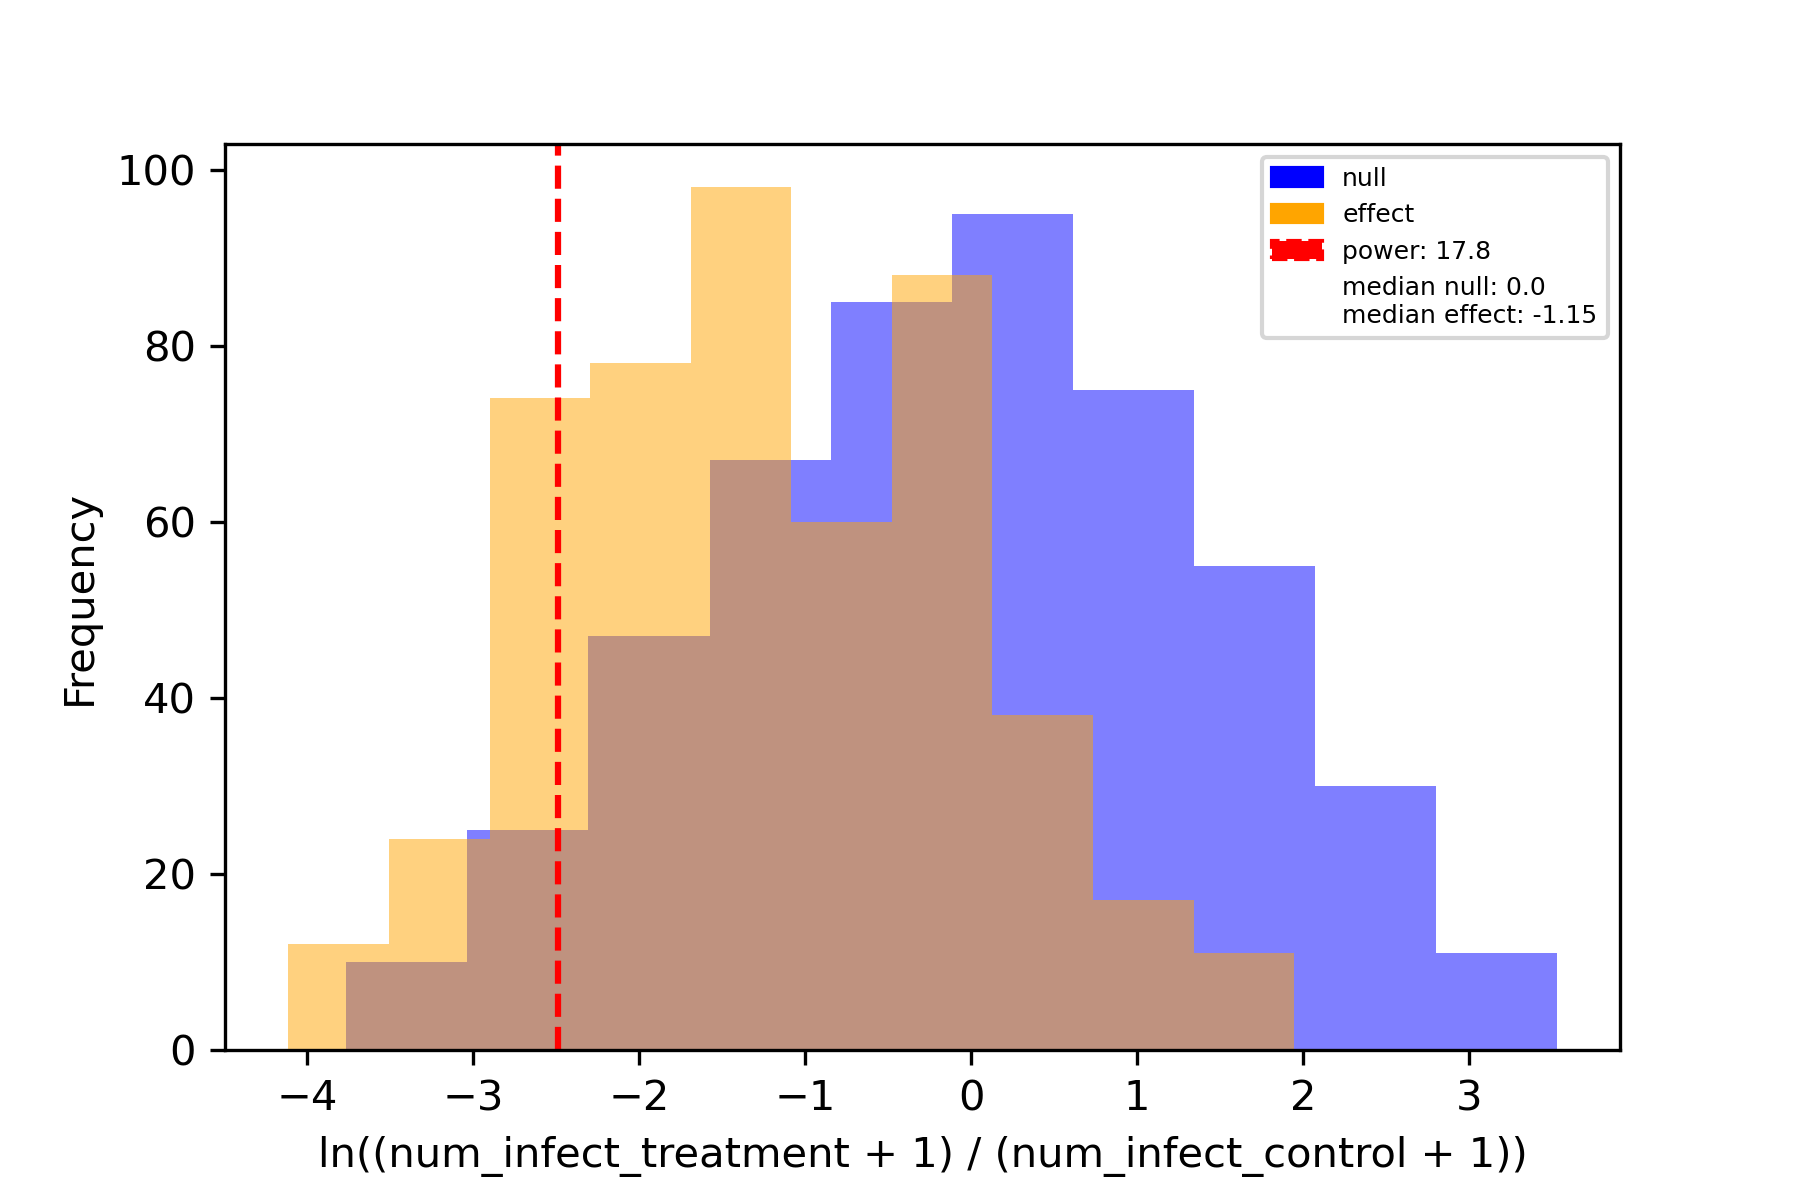 null
effect
power: 17.8
median null: 0.0
median effect: -1.15
100
80
60
40
20
0
Frequency
−4 −3 −2 −1 0 1 2 3
ln((num_infect_treatment + 1) / (num_infect_control + 1))